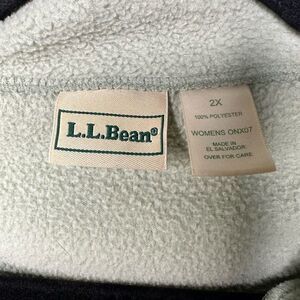 L.L.Bean®
2X
100% POLYESTER
WOMENS ONX07
MADE IN
EL SALVADOR
OVER FOR CARE